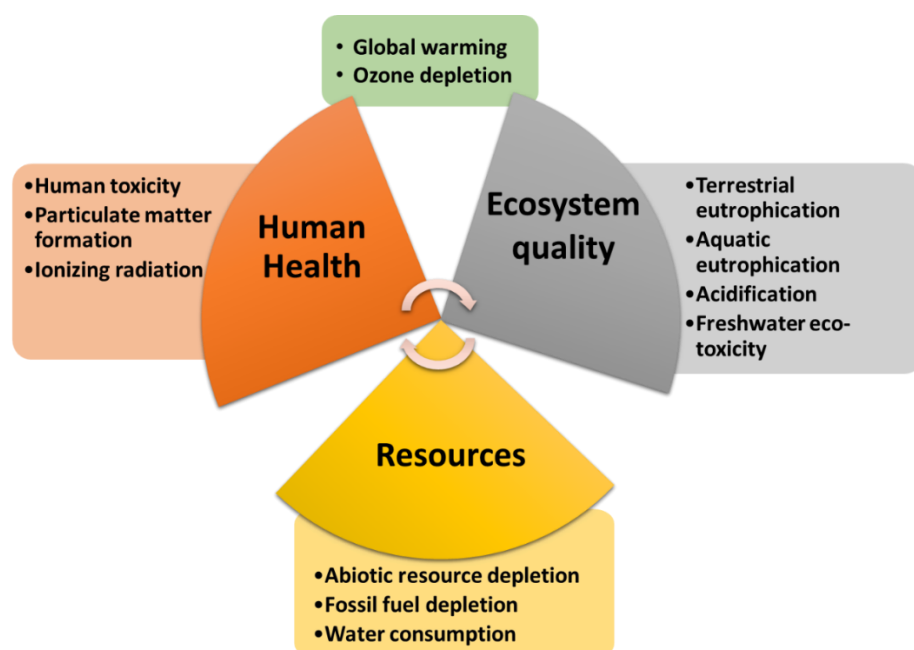 • Global warming
• Ozone depletion
•Human toxicity
•Particulate matter
formation
•Ionizing radiation
Human
Health
Ecosystem
quality
•Terrestrial
eutrophication
•Aquatic
eutrophication
•Acidification
•Freshwater eco-
toxicity
Resources
•Abiotic resource depletion
•Fossil fuel depletion
•Water consumption